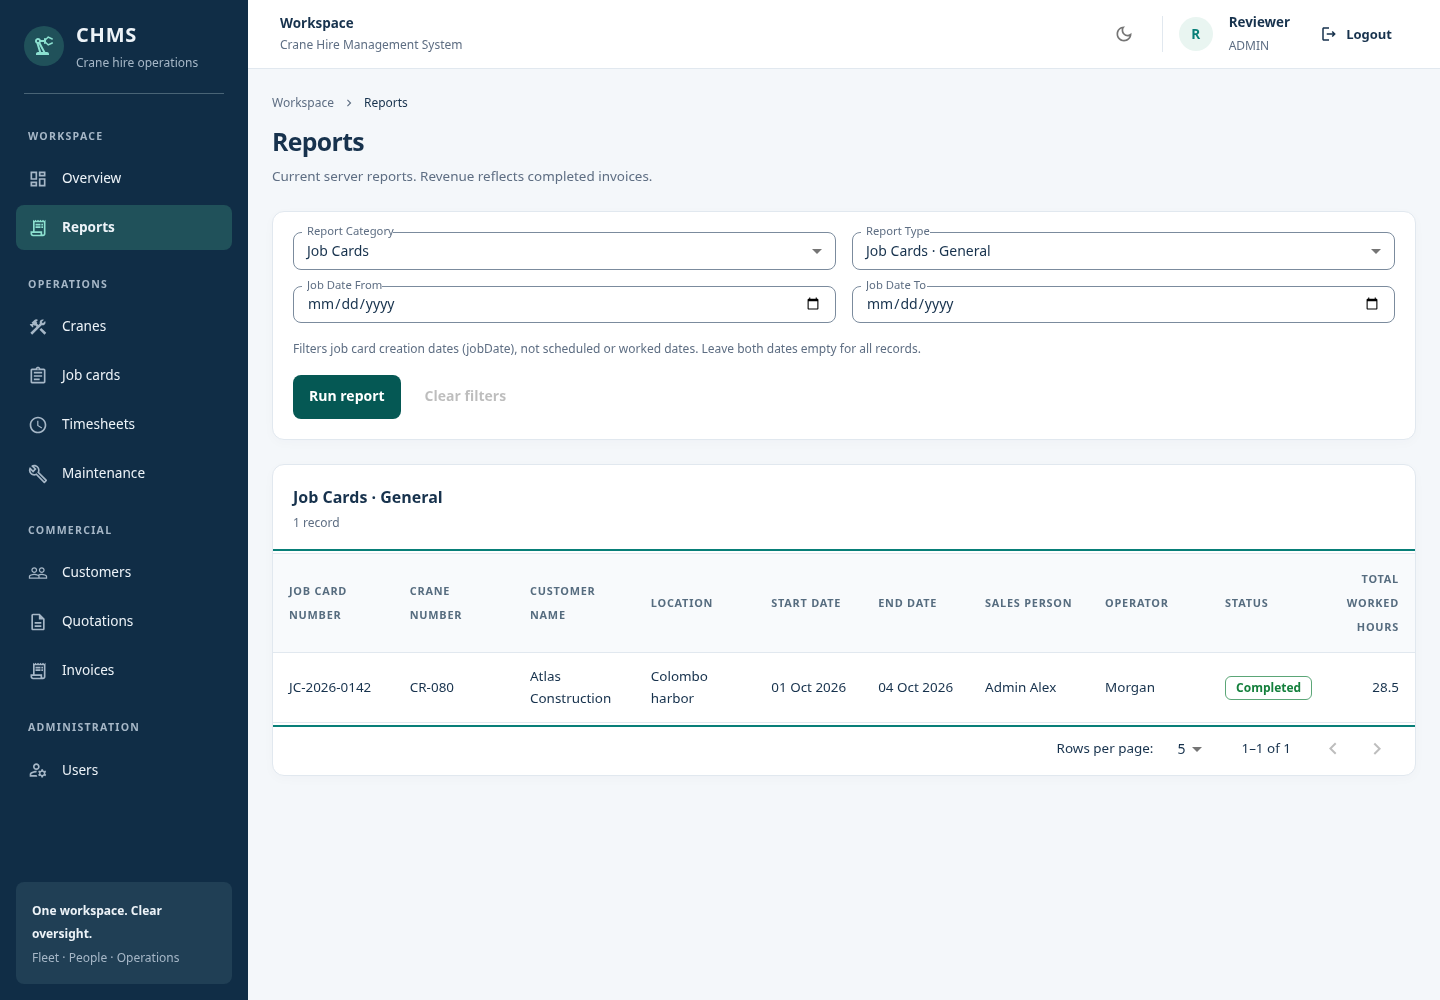 CHMS
Crane hire operations
WORKSPACE
Overview
Reports
OPERATIONS
Cranes
Job cards
Timesheets
Maintenance
COMMERCIAL
Customers
Quotations
Invoices
ADMINISTRATION
Users
One workspace. Clear
oversight.
Fleet · People · Operations
Workspace
Crane Hire Management System
R
Reviewer
ADMIN
Logout
Workspace › Reports
Reports
Current server reports. Revenue reflects completed invoices.
Report Category
Job Cards
Report Type
Job Cards · General
Job Date From
mm/dd/yyyy
Job Date To
mm/dd/yyyy
Filters job card creation dates (jobDate), not scheduled or worked dates. Leave both dates empty for all records.
Run report
Clear filters
Job Cards · General
1 record
JOB CARD
NUMBER
CRANE
NUMBER
CUSTOMER
NAME
LOCATION
START DATE
END DATE
SALES PERSON
OPERATOR
STATUS
TOTAL
WORKED
HOURS
JC-2026-0142
CR-080
Atlas
Construction
Colombo
harbor
01 Oct 2026
04 Oct 2026
Admin Alex
Morgan
Completed
28.5
Rows per page:
5
1–1 of 1